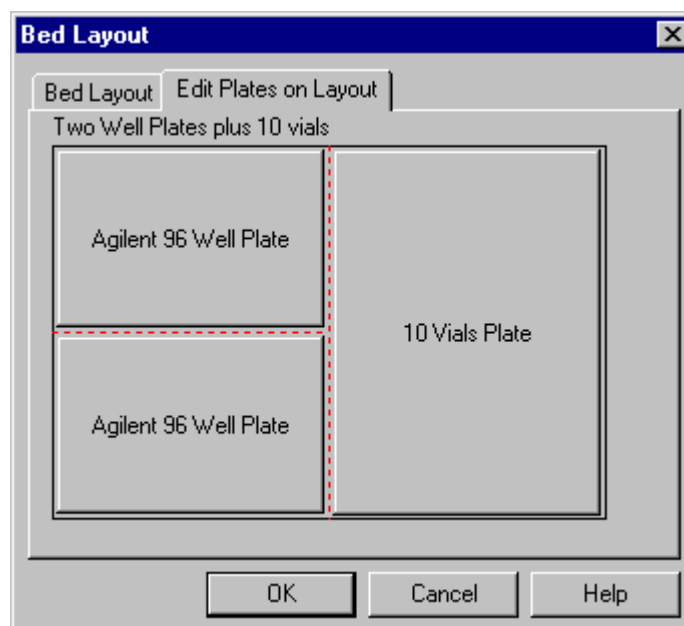 Bed Layout
Bed Layout
Edit Plates on Layout
Two Well Plates plus 10 vials
Agilent 96 Well Plate
10 Vials Plate
Agilent 96 Well Plate
OK
Cancel
Help